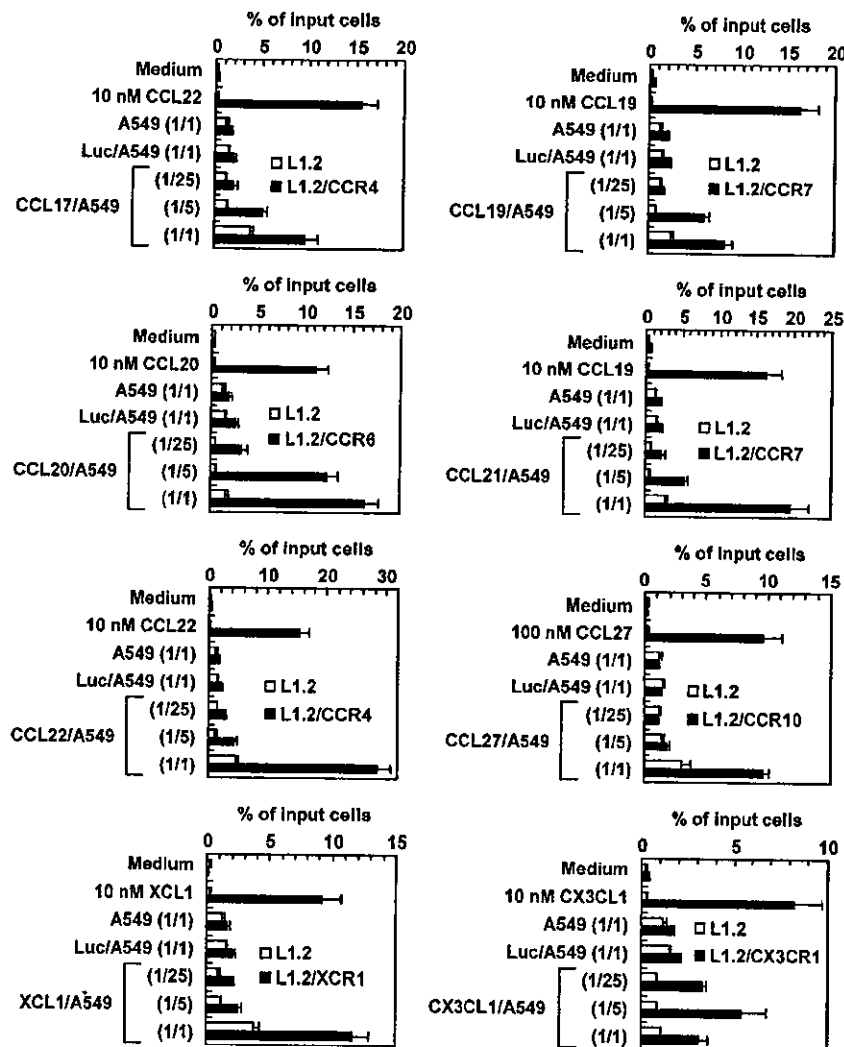 % of input cells
0 5 10 15 20
Medium
10 nM CCL22
A549 (1/1)
Luc/A549 (1/1)
CCL17/A549
(1/25)
(1/5)
(1/1)
L1.2
L1.2/CCR4
% of input cells
0 5 10 15 20
Medium
10 nM CCL19
A549 (1/1)
Luc/A549 (1/1)
CCL19/A549
(1/25)
(1/5)
(1/1)
L1.2
L1.2/CCR7
% of input cells
0 5 10 15 20
Medium
10 nM CCL20
A549 (1/1)
Luc/A549 (1/1)
CCL20/A549
(1/25)
(1/5)
(1/1)
L1.2
L1.2/CCR6
% of input cells
0 5 10 15 20 25
Medium
10 nM CCL19
A549 (1/1)
Luc/A549 (1/1)
CCL21/A549
(1/25)
(1/5)
(1/1)
L1.2
L1.2/CCR7
% of input cells
0 10 20 30
Medium
10 nM CCL22
A549 (1/1)
Luc/A549 (1/1)
CCL22/A549
(1/25)
(1/5)
(1/1)
L1.2
L1.2/CCR4
% of input cells
0 5 10 15
Medium
100 nM CCL27
A549 (1/1)
Luc/A549 (1/1)
CCL27/A549
(1/25)
(1/5)
(1/1)
L1.2
L1.2/CCR10
% of input cells
0 5 10 15
Medium
10 nM XCL1
A549 (1/1)
Luc/A549 (1/1)
XCL1/A549
(1/25)
(1/5)
(1/1)
L1.2
L1.2/XCR1
% of input cells
0 5 10
Medium
10 nM CX3CL1
A549 (1/1)
Luc/A549 (1/1)
CX3CL1/A549
(1/25)
(1/5)
(1/1)
L1.2
L1.2/CX3CR1